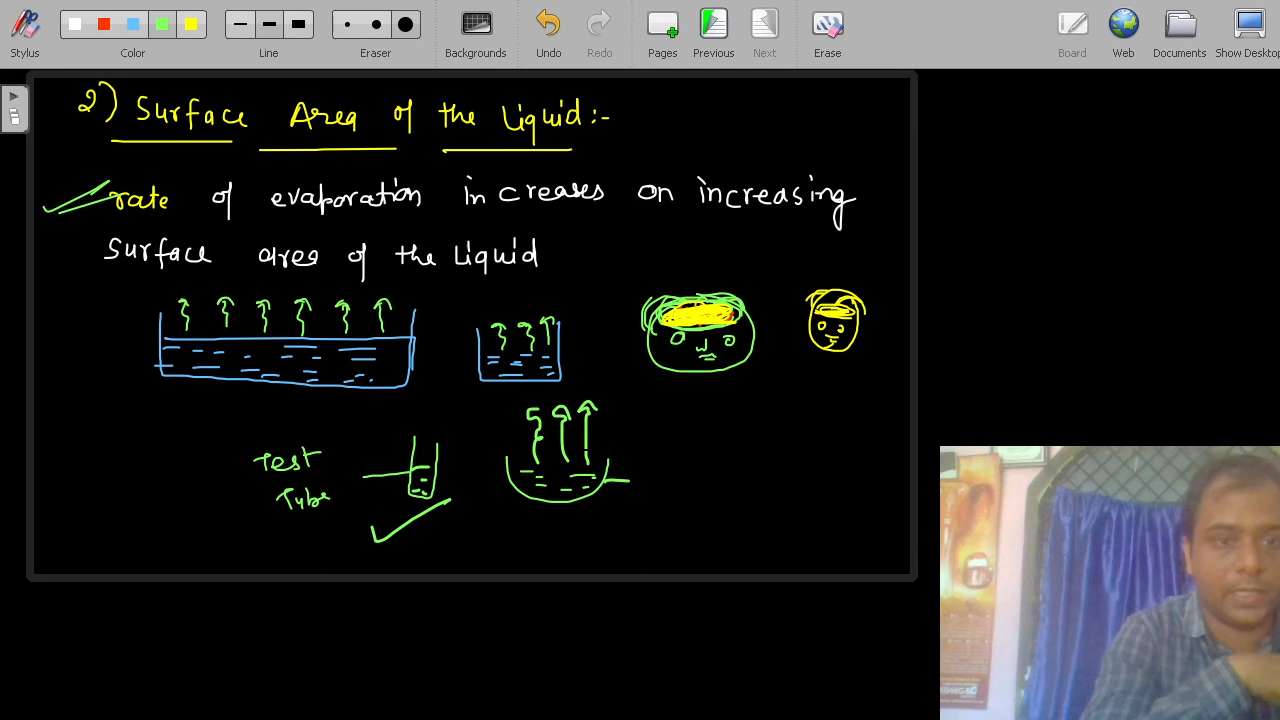 Stylus
Color
Line
Eraser
Backgrounds
Undo
Redo
Pages
Previous
Next
Erase
Board
Web
Documents
Show Deskto
2) Surface Area of the Liquid:-
rate of evaporation increases on increasing
Surface area of the Liquid
Test
Tube